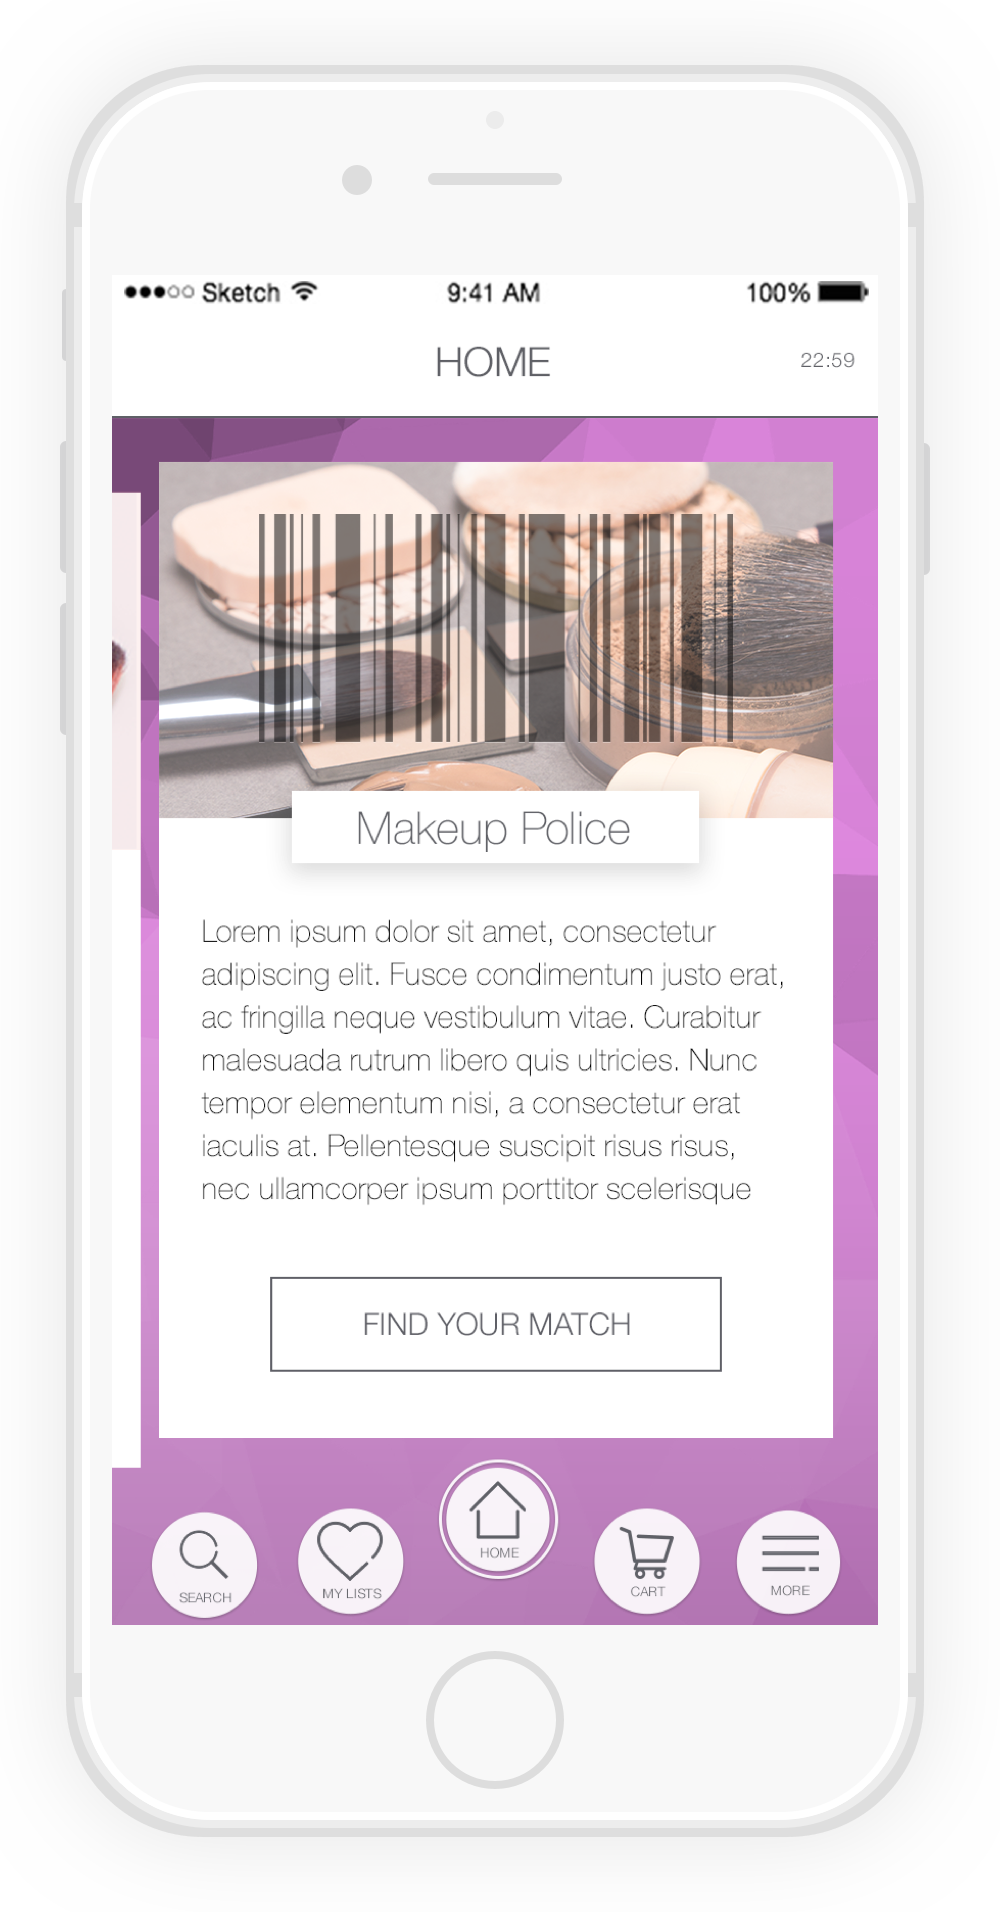 Sketch
9:41 AM
100%
HOME
22:59
Makeup Police
Lorem ipsum dolor sit amet, consectetur
adipiscing elit. Fusce condimentum justo erat,
ac fringilla neque vestibulum vitae. Curabitur
malesuada rutrum libero quis ultricies. Nunc
tempor elementum nisi, a consectetur erat
iaculis at. Pellentesque suscipit risus risus,
nec ullamcorper ipsum porttitor scelerisque
FIND YOUR MATCH
SEARCH
MY LISTS
HOME
CART
MORE